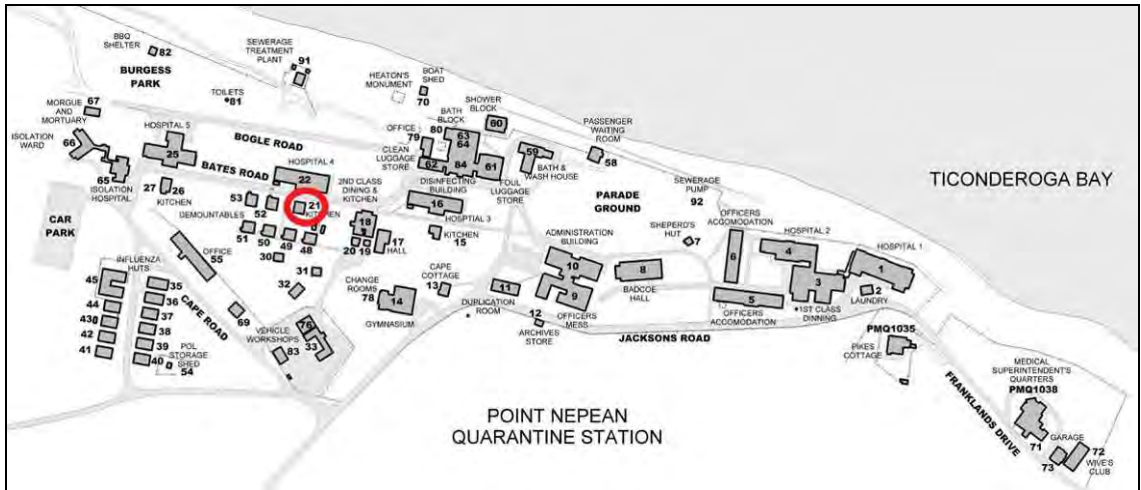 BBQ
SHELTER
82
BURGESS
PARK
SEWERAGE
TREATMENT
PLANT
91
TOILETS
81
HEATON'S
MONUMENT
BOAT
SHED
70
MORGUE
AND
MORTUARY
67
ISOLATION
WARD
66
65
ISOLATION
HOSPITAL
HOSPITAL 5
25
27
26
KITCHEN
BOGLE ROAD
BATES ROAD
HOSPITAL 4
22
21
KITCHEN
53
52
DEMOUNTABLES
51
50
49
48
30
31
32
2ND CLASS
DINING &
KITCHEN
18
20
19
17
HALL
OFFICE
79
80
BATH
BLOCK
63
64
SHOWER
BLOCK
60
CLEAN
LUGGAGE
STORE
62
84
61
FOUL
LUGGAGE
STORE
59
BATH &
WASH HOUSE
DISINFECTING
BUILDING
16
HOSPTIAL 3
KITCHEN
15
PASSENGER
WAITING
ROOM
58
PARADE
GROUND
SEWERAGE
PUMP
92
TICONDEROGA BAY
CAR
PARK
OFFICE
55
INFLUENZA
HUTS
45
44
43
42
41
35
36
37
38
39
40
POL
STORAGE
SHED
54
CAPE ROAD
69
VEHICLE
WORKSHOPS
76
33
83
CHANGE
ROOMS
78
14
GYMNASIUM
CAPE
COTTAGE
13
11
DUPLICATION
ROOM
ADMINISTRATION
BUILDING
10
9
OFFICERS
MESS
12
ARCHIVES
STORE
8
BADCOE
HALL
SHEPERD'S
HUT
7
OFFICERS
ACCOMODATION
6
5
OFFICERS
ACCOMODATION
HOSPITAL 2
4
3
1ST CLASS
DINNING
HOSPITAL 1
1
2
LAUNDRY
JACKSONS ROAD
PMQ1035
PIKES
COTTAGE
FRANKLANDS DRIVE
MEDICAL
SUPERINTENDENT'S
QUARTERS
PMQ1038
71
GARAGE
73
72
WIVE'S
CLUB
POINT NEPEAN
QUARANTINE STATION